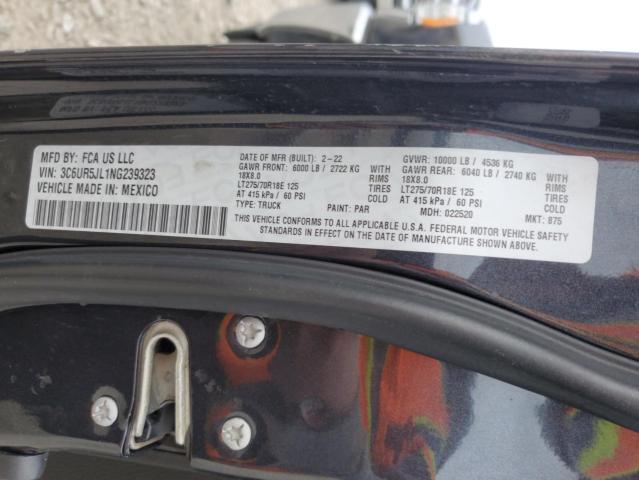 MFD BY: FCA US LLC
VIN: 3C6UR5JL1NG239323
VEHICLE MADE IN: MEXICO
DATE OF MFR (BUILT): 2-22
GAWR FRONT: 6000 LB / 2722 KG
18X8.0 RIMS WITH
LT275/70R18E 125 TIRES
AT 415 kPa / 60 PSI COLD
TYPE: TRUCK
PAINT: PAR
GVWR: 10000 LB / 4536 KG
GAWR REAR: 6040 LB / 2740 KG
18X8.0 RIMS WITH
LT275/70R18E 125 TIRES
AT 415 kPa / 60 PSI COLD
MDH: 022520
MKT: 875
THIS VEHICLE CONFORMS TO ALL APPLICABLE U.S.A. FEDERAL MOTOR VEHICLE SAFETY
STANDARDS IN EFFECT ON THE DATE OF MANUFACTURE SHOWN ABOVE.